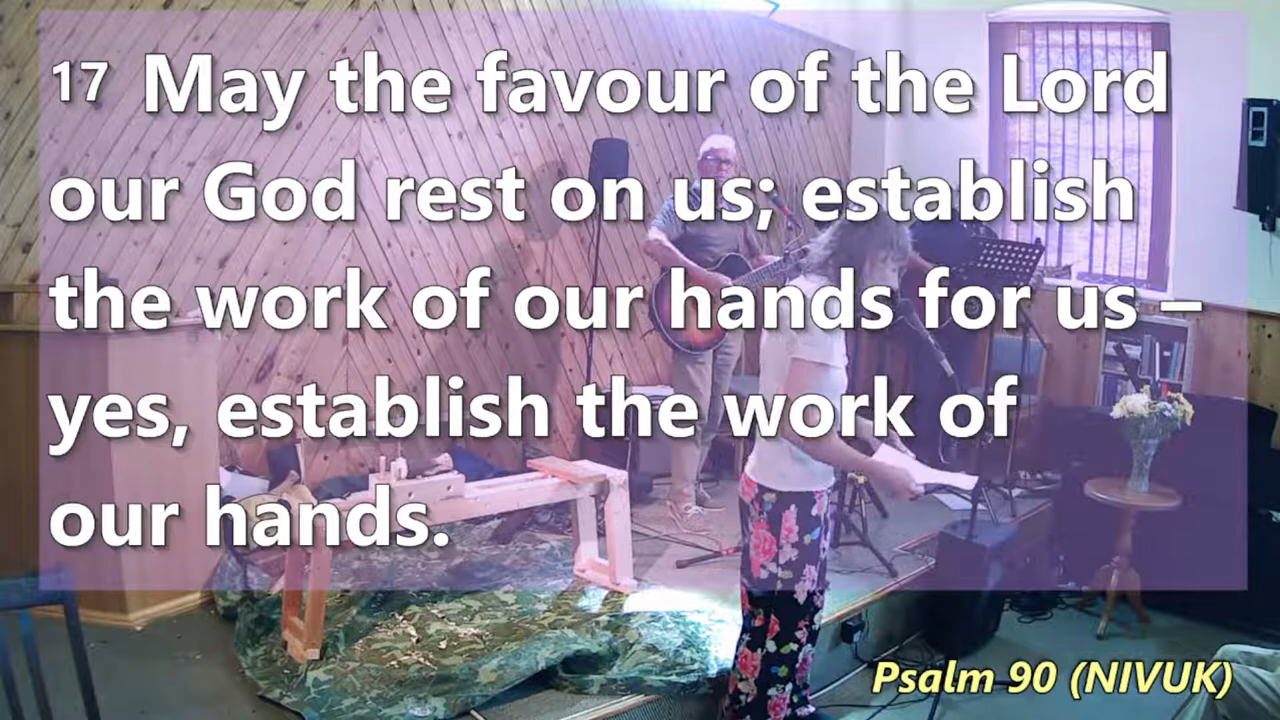 17 May the favour of the Lord
our God rest on us; establish
the work of our hands for us –
yes, establish the work of
our hands.
Psalm 90 (NIVUK)